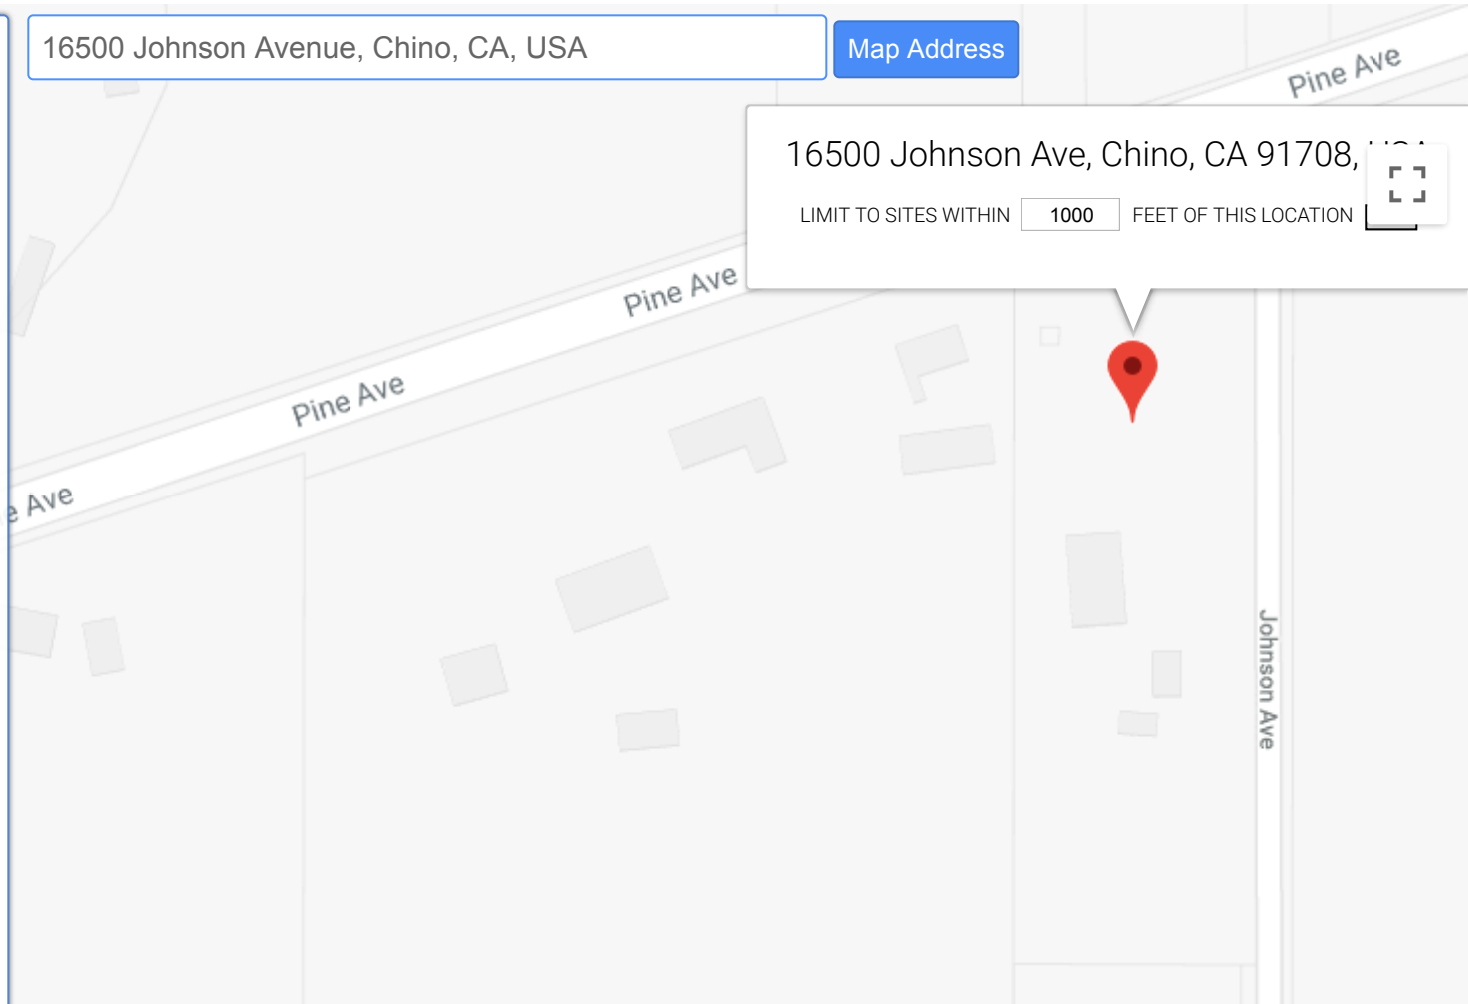 16500 Johnson Avenue, Chino, CA, USA
Map Address
Pine Ave
16500 Johnson Ave, Chino, CA 91708, USA
LIMIT TO SITES WITHIN 1000 FEET OF THIS LOCATION
Pine Ave
Pine Ave
Ave
Johnson Ave